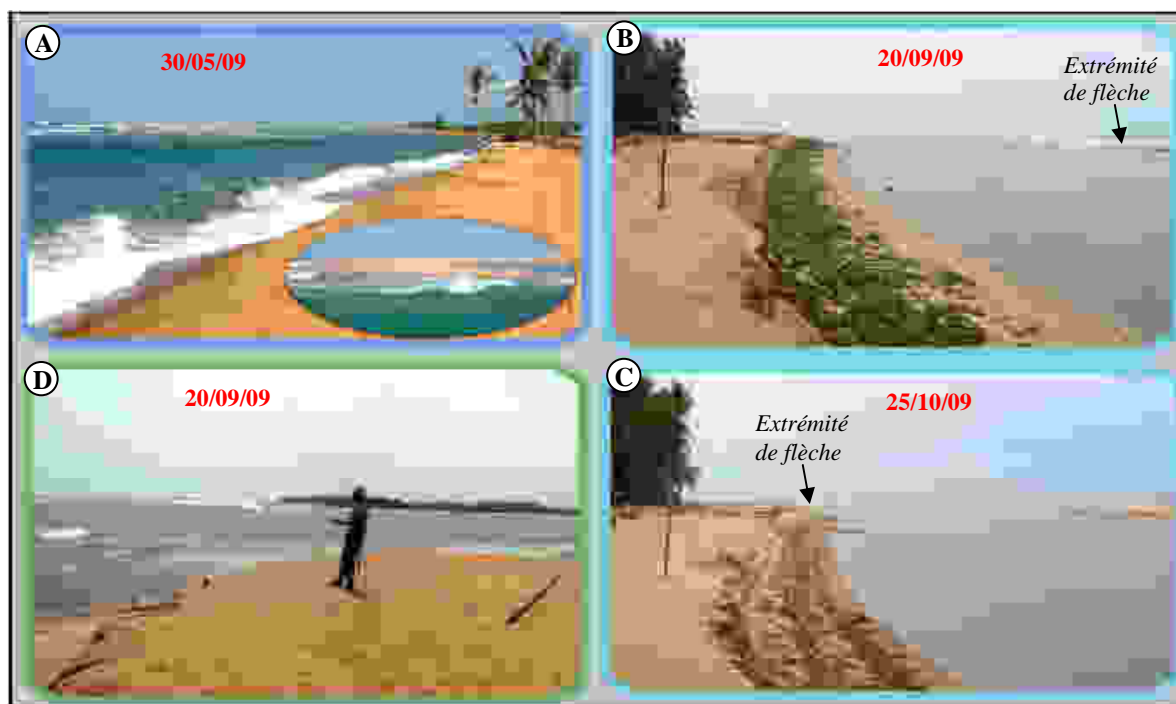 A
30/05/09
B
20/09/09
Extrémité
de flèche
D
20/09/09
C
25/10/09
Extrémité
de flèche